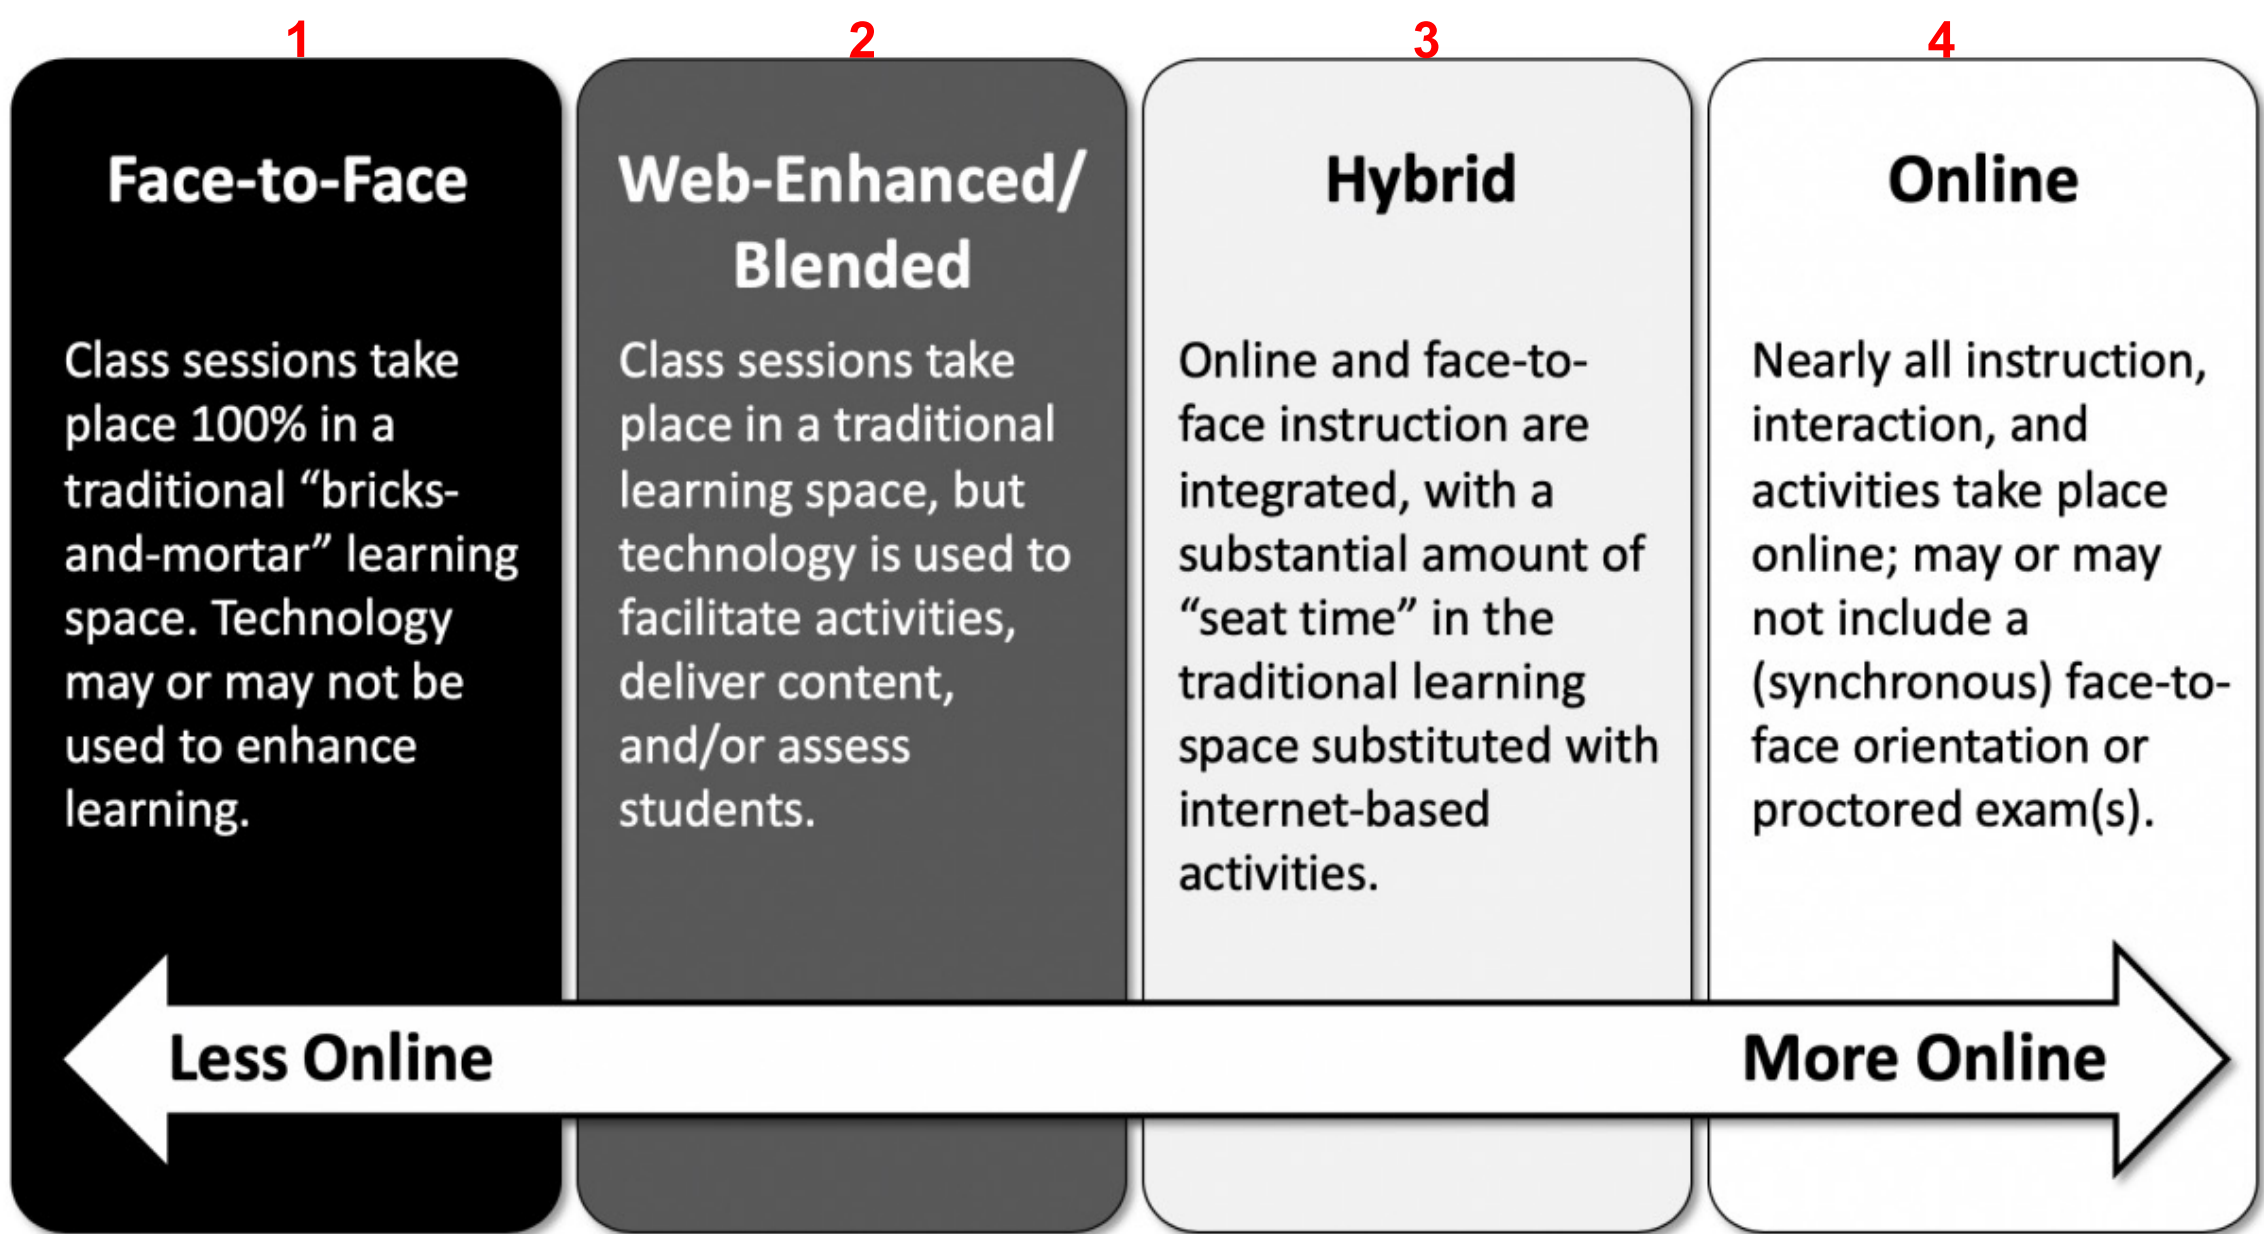 1
Face-to-Face
Class sessions take
place 100% in a
traditional “bricks-
and-mortar” learning
space. Technology
may or may not be
used to enhance
learning.
2
Web-Enhanced/
Blended
Class sessions take
place in a traditional
learning space, but
technology is used to
facilitate activities,
deliver content,
and/or assess
students.
3
Hybrid
Online and face-to-
face instruction are
integrated, with a
substantial amount of
“seat time” in the
traditional learning
space substituted with
internet-based
activities.
4
Online
Nearly all instruction,
interaction, and
activities take place
online; may or may
not include a
(synchronous) face-to-
face orientation or
proctored exam(s).
Less Online
More Online